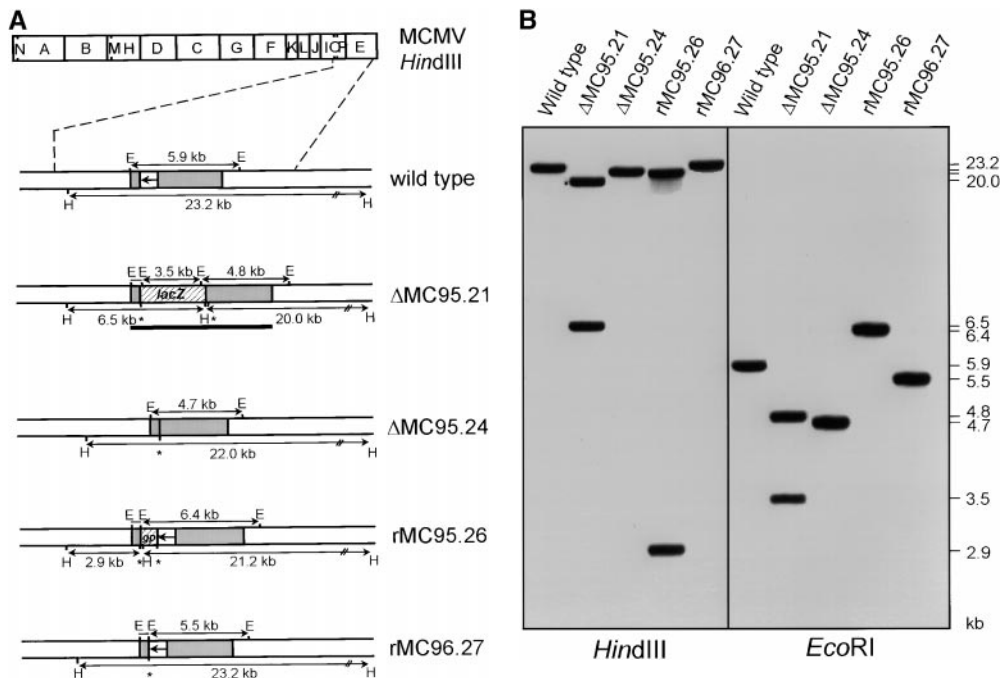 A
N A B M H D C G F K L J I O P E
MCMV
HindIII
E 5.9 kb E
wild type
H 23.2 kb H
E E 3.5 kb E 4.8 kb E
lacZ
ΔMC95.21
H 6.5 kb * H * 20.0 kb H
E 4.7 kb E
ΔMC95.24
H * 22.0 kb H
E E 6.4 kb E
rMC95.26
H 2.9 kb * H * 21.2 kb H
E E 5.5 kb E
rMC96.27
H * 23.2 kb H
B
Wild type ΔMC95.21 ΔMC95.24 rMC95.26 rMC96.27 Wild type ΔMC95.21 ΔMC95.24 rMC95.26 rMC96.27
23.2
20.0
6.5
6.4
5.9
5.5
4.8
4.7
3.5
2.9
kb
HindIII EcoRI